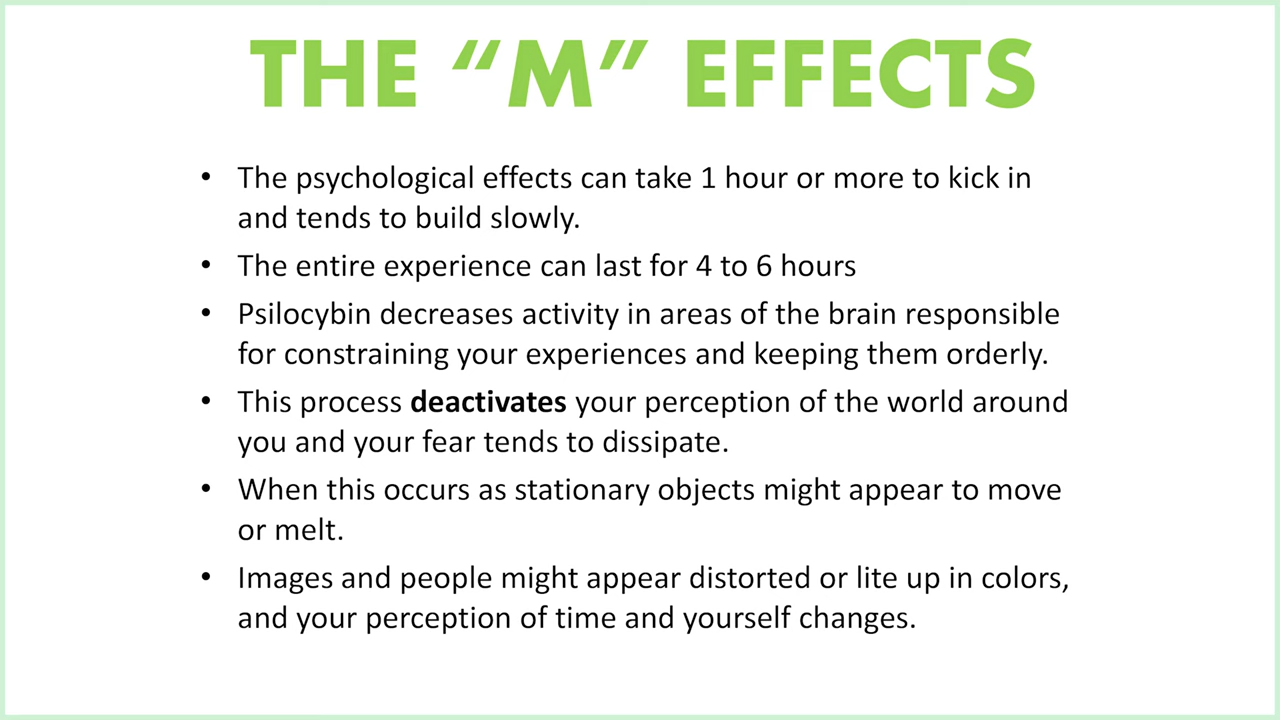 THE “M” EFFECTS
• The psychological effects can take 1 hour or more to kick in
and tends to build slowly.
• The entire experience can last for 4 to 6 hours
• Psilocybin decreases activity in areas of the brain responsible
for constraining your experiences and keeping them orderly.
• This process deactivates your perception of the world around
you and your fear tends to dissipate.
• When this occurs as stationary objects might appear to move
or melt.
• Images and people might appear distorted or lite up in colors,
and your perception of time and yourself changes.